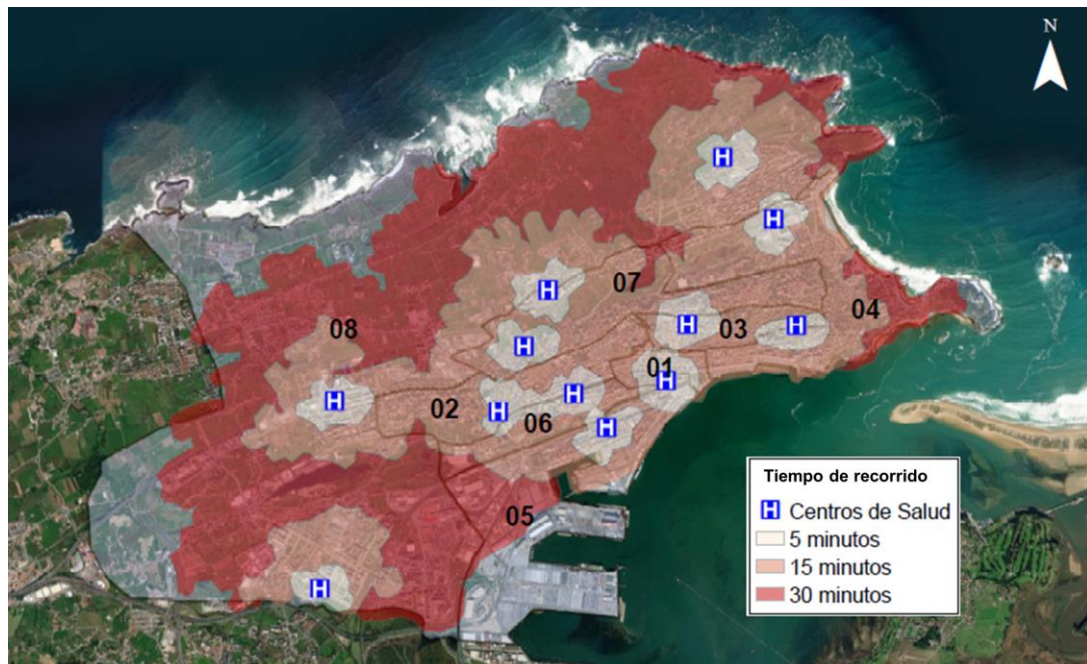 N
07
08
03
04
01
02
06
05
Tiempo de recorrido
H Centros de Salud
5 minutos
15 minutos
30 minutos
H
H
H
H
H
H
H
H
H
H
H
H